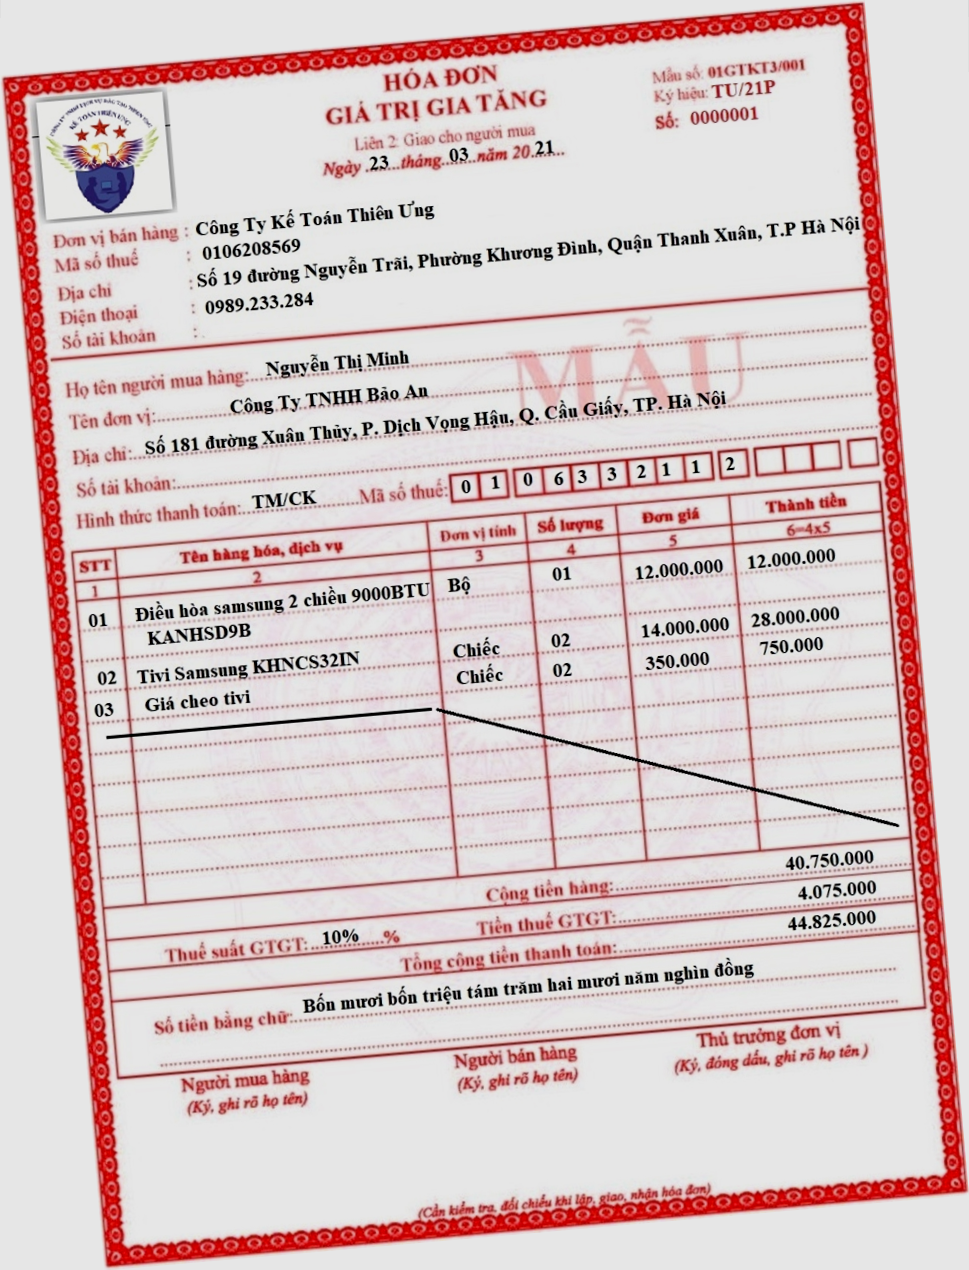 HÓA ĐƠN
GIÁ TRỊ GIA TĂNG
Liên 2: Giao cho người mua
Ngày 23 tháng 03 năm 2021
Mẫu số: 01GTKT3/001
Ký hiệu: TU/21P
Số: 0000001
KẾ TOÁN THIÊN ƯNG
Đơn vị bán hàng : Công Ty Kế Toán Thiên Ưng
Mã số thuế : 0106208569
Địa chỉ : Số 19 đường Nguyễn Trãi, Phường Khương Đình, Quận Thanh Xuân, T.P Hà Nội
Điện thoại : 0989.233.284
Số tài khoản :
MẪU
Họ tên người mua hàng: Nguyễn Thị Minh
Tên đơn vị: Công Ty TNHH Bảo An
Địa chỉ: Số 181 đường Xuân Thủy, P. Dịch Vọng Hậu, Q. Cầu Giấy, TP. Hà Nội
Số tài khoản:
Hình thức thanh toán: TM/CK Mã số thuế: 0 1 0 6 3 3 2 1 1 2
STT Tên hàng hóa, dịch vụ Đơn vị tính Số lượng Đơn giá Thành tiền
1 2 3 4 5 6=4x5
01 Điều hòa samsung 2 chiều 9000BTU Bộ 01 12.000.000 12.000.000
KANHSD9B
02 Tivi Samsung KHNCS32IN Chiếc 02 14.000.000 28.000.000
03 Giá cheo tivi Chiếc 02 350.000 750.000
Cộng tiền hàng: 40.750.000
Thuế suất GTGT: 10% % Tiền thuế GTGT: 4.075.000
Tổng cộng tiền thanh toán: 44.825.000
Số tiền bằng chữ: Bốn mươi bốn triệu tám trăm hai mươi năm nghìn đồng
Người mua hàng Người bán hàng Thủ trưởng đơn vị
(Ký, ghi rõ họ tên) (Ký, ghi rõ họ tên) (Ký, đóng dấu, ghi rõ họ tên )
(Cần kiểm tra, đối chiếu khi lập, giao, nhận hóa đơn)